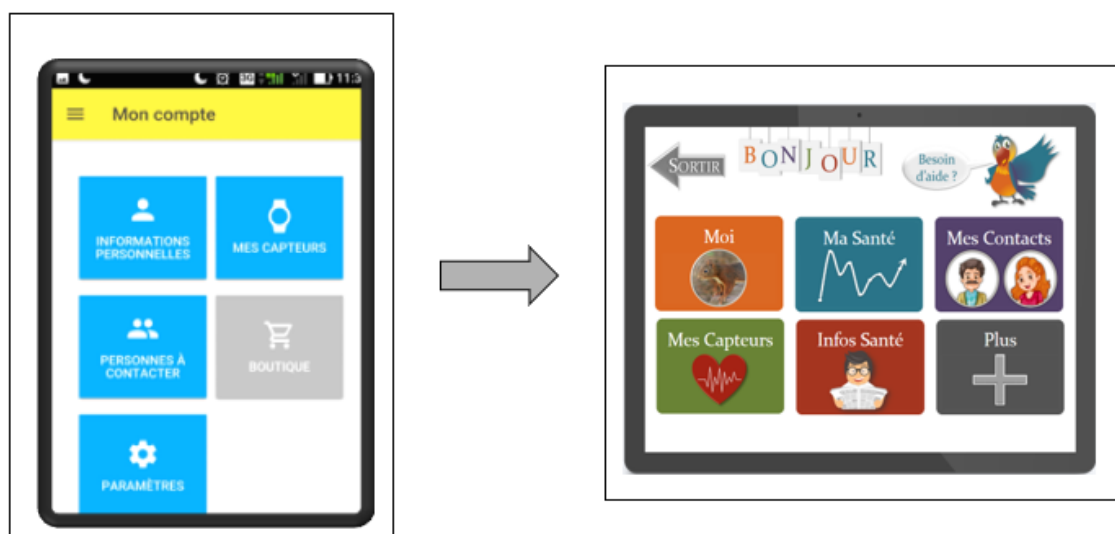 3G
11:3
Mon compte
INFORMATIONS
PERSONNELLES
MES CAPTEURS
PERSONNES À
CONTACTER
BOUTIQUE
PARAMÈTRES
SORTIR
BONJOUR
Besoin
d'aide ?
Moi
Ma Santé
Mes Contacts
Mes Capteurs
Infos Santé
Plus